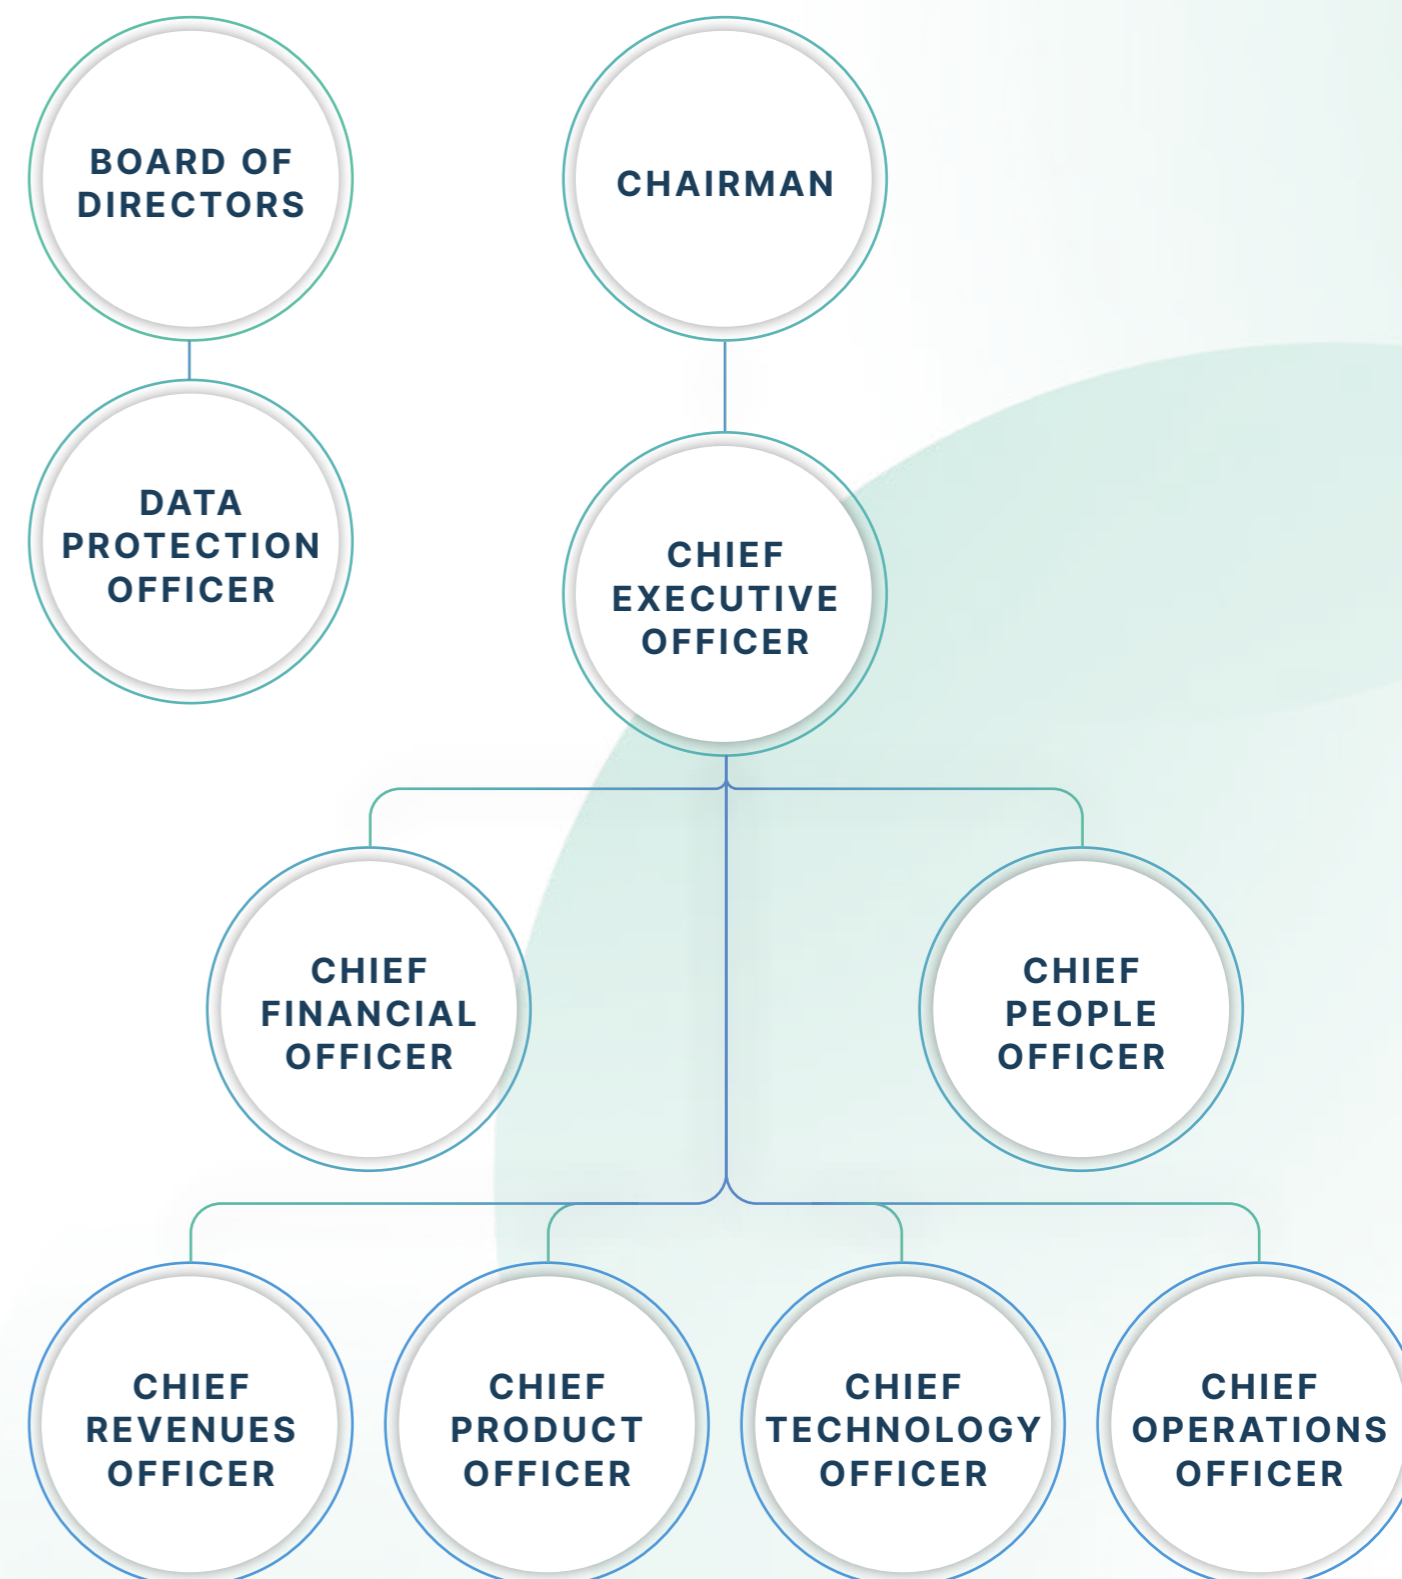 BOARD OF
DIRECTORS
CHAIRMAN
DATA
PROTECTION
OFFICER
CHIEF
EXECUTIVE
OFFICER
CHIEF
FINANCIAL
OFFICER
CHIEF
PEOPLE
OFFICER
CHIEF
REVENUES
OFFICER
CHIEF
PRODUCT
OFFICER
CHIEF
TECHNOLOGY
OFFICER
CHIEF
OPERATIONS
OFFICER